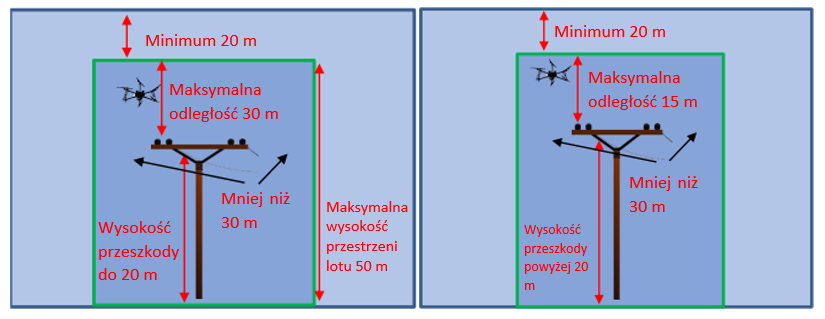 Minimum 20 m
Maksymalna
odległość 30 m
Mniej niż
30 m
Wysokość
przeszkody
do 20 m
Maksymalna
wysokość
przestrzeni
lotu 50 m
Minimum 20 m
Maksymalna
odległość 15 m
Mniej niż
30 m
Wysokość
przeszkody
powyżej 20
m